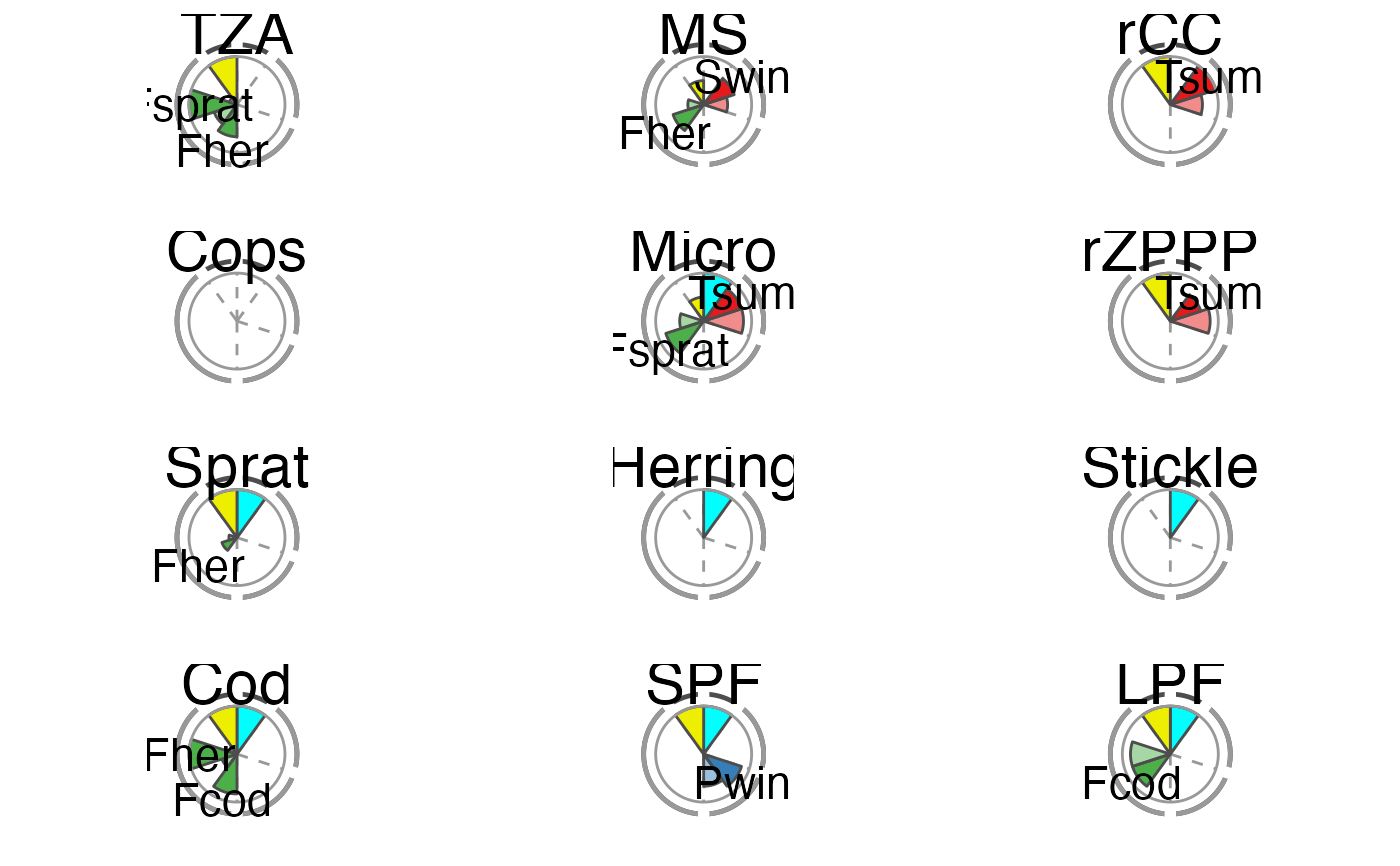 TZA
Fsprat
Fher
MS
Swin
Fher
rCC
Tsum
Cops
Micro
Tsum
Fsprat
rZPPP
Tsum
Sprat
Fher
Herring
Stickle
Cod
Fher
Fcod
SPF
Pwin
LPF
Fcod